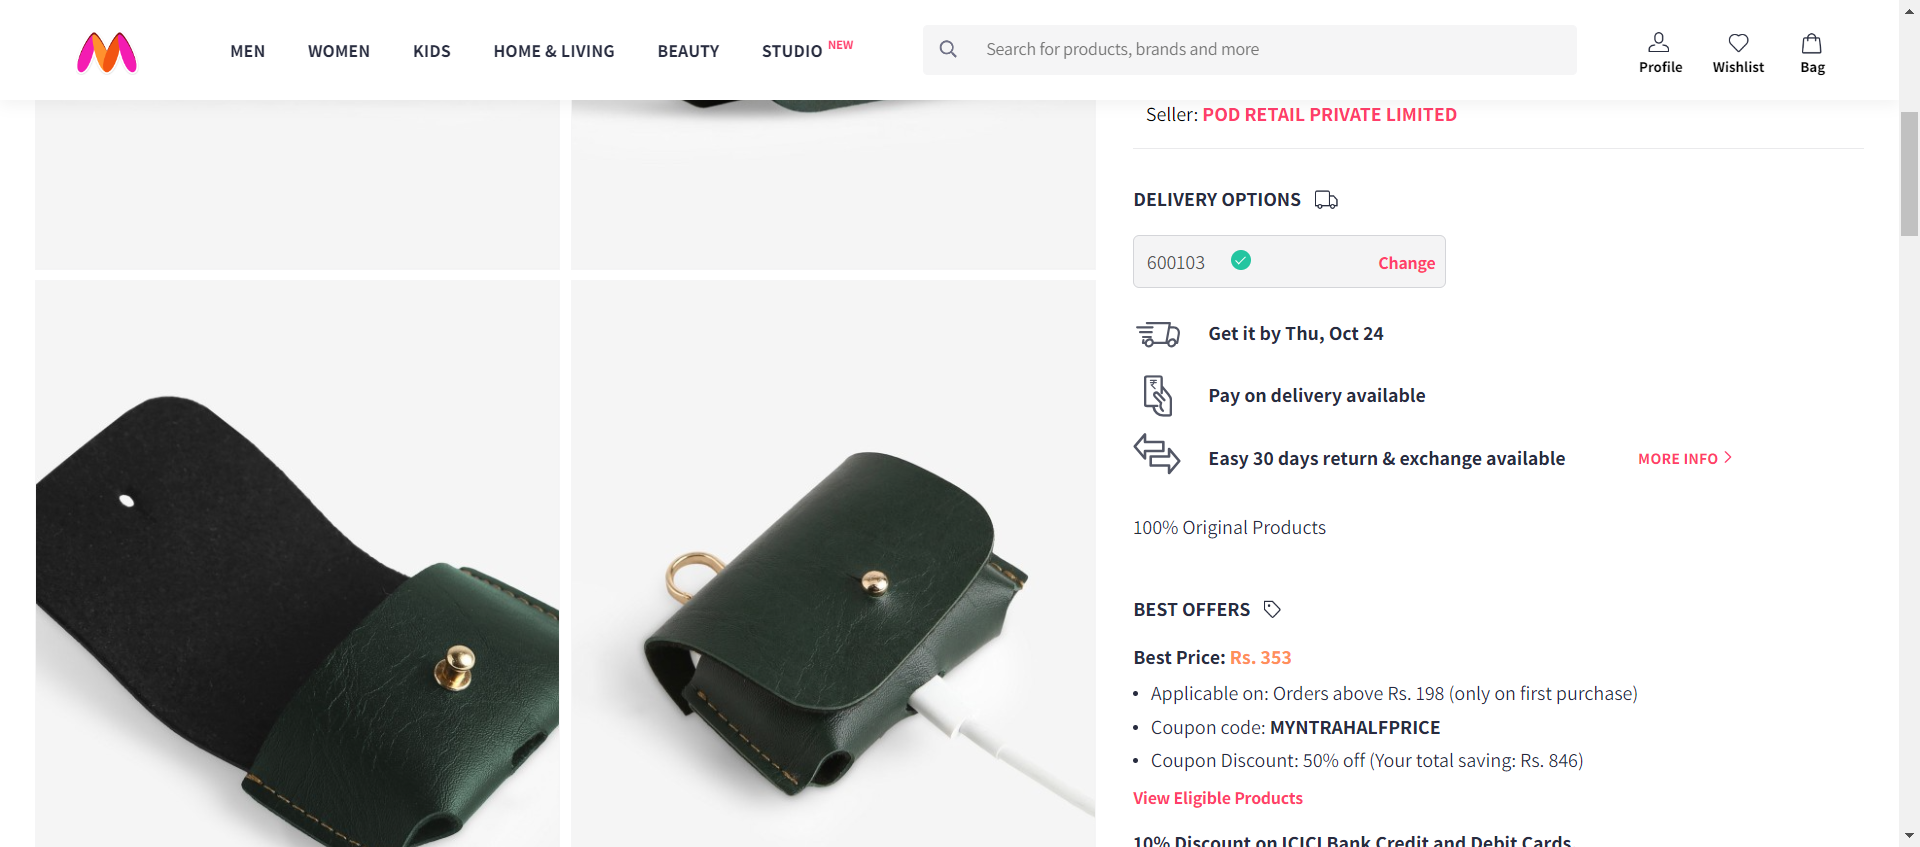 MEN WOMEN KIDS HOME & LIVING BEAUTY STUDIO NEW
Search for products, brands and more
Profile Wishlist Bag
Seller: POD RETAIL PRIVATE LIMITED
DELIVERY OPTIONS
600103 Change
Get it by Thu, Oct 24
₹
Pay on delivery available
Easy 30 days return & exchange available MORE INFO
100% Original Products
BEST OFFERS
Best Price: Rs. 353
• Applicable on: Orders above Rs. 198 (only on first purchase)
• Coupon code: MYNTRAHALFPRICE
• Coupon Discount: 50% off (Your total saving: Rs. 846)
View Eligible Products
10% Discount on ICICI Bank Credit and Debit Cards